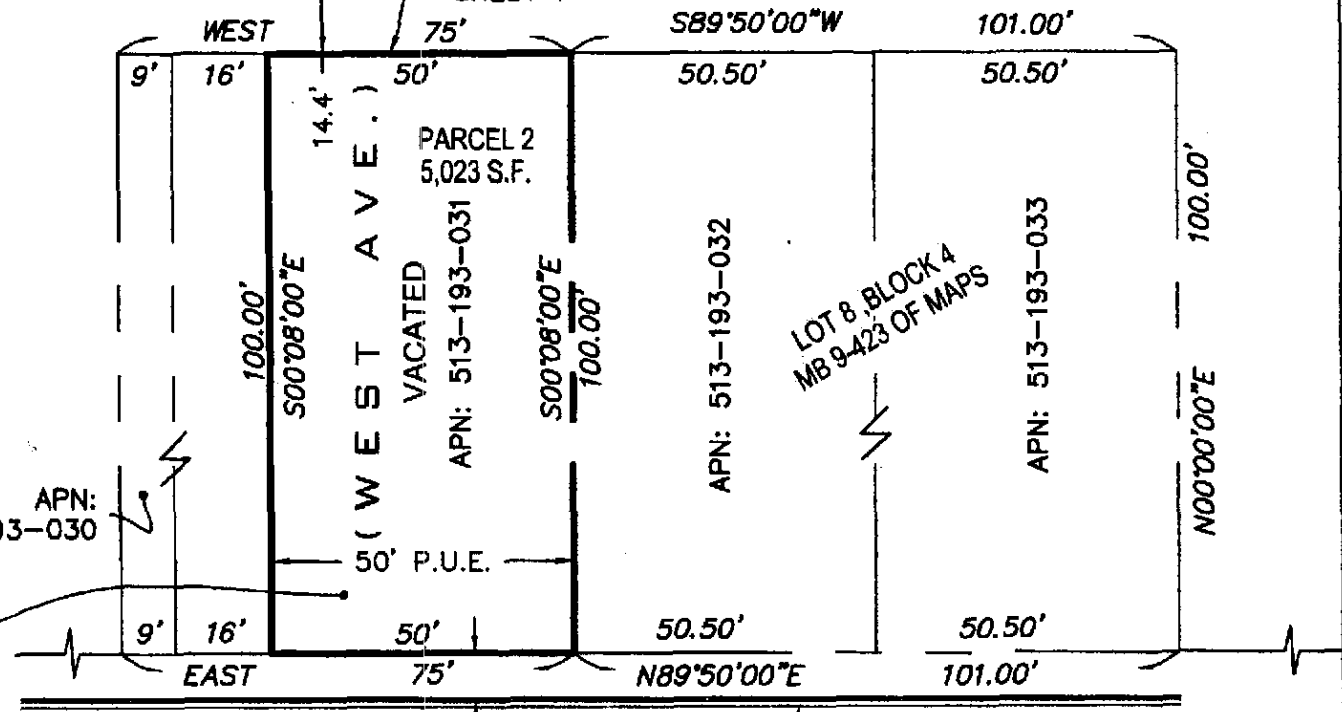 WEST 75' S89°50'00"W 101.00'
9' 16' 50' 50.50' 50.50'
14.4'
PARCEL 2
5,023 S.F.
(WEST AVE.)
VACATED
APN: 513-193-031
100.00'
S00°08'00"E
S00°08'00"E
100.00'
APN: 513-193-032
LOT 8, BLOCK 4
MB 9-423 OF MAPS
APN: 513-193-033
100.00'
N00°00'00"E
APN:
93-030
50' P.U.E.
9' 16' 50' 50.50' 50.50'
EAST 75' N89°50'00"E 101.00'